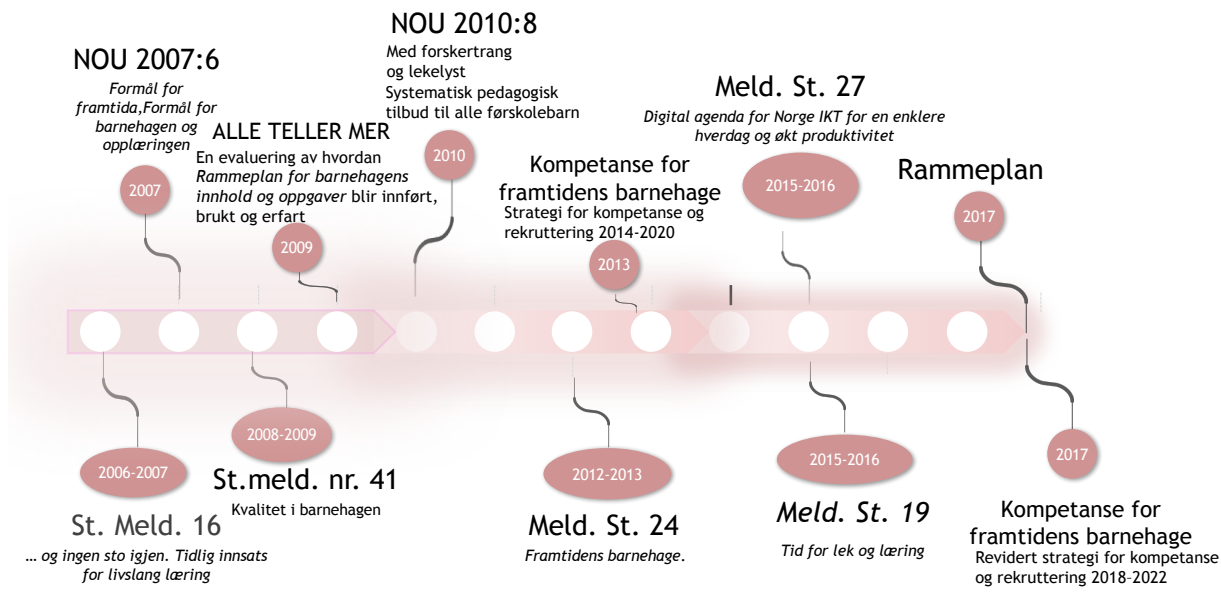 NOU 2007:6
Formål for
framtida,Formål for
barnehagen og
opplæringen
2007
ALLE TELLER MER
En evaluering av hvordan
Rammeplan for barnehagens
innhold og oppgaver blir innført,
brukt og erfart
2009
NOU 2010:8
Med forskertrang
og lekelyst
Systematisk pedagogisk
tilbud til alle førskolebarn
2010
Kompetanse for
framtidens barnehage
Strategi for kompetanse og
rekruttering 2014-2020
2013
Meld. St. 27
Digital agenda for Norge IKT for en enklere
hverdag og økt produktivitet
2015-2016
Rammeplan
2017
2006-2007
St. Meld. 16
… og ingen sto igjen. Tidlig innsats
for livslang læring
2008-2009
St.meld. nr. 41
Kvalitet i barnehagen
2012-2013
Meld. St. 24
Framtidens barnehage.
2015-2016
Meld. St. 19
Tid for lek og læring
2017
Kompetanse for
framtidens barnehage
Revidert strategi for kompetanse
og rekruttering 2018–2022